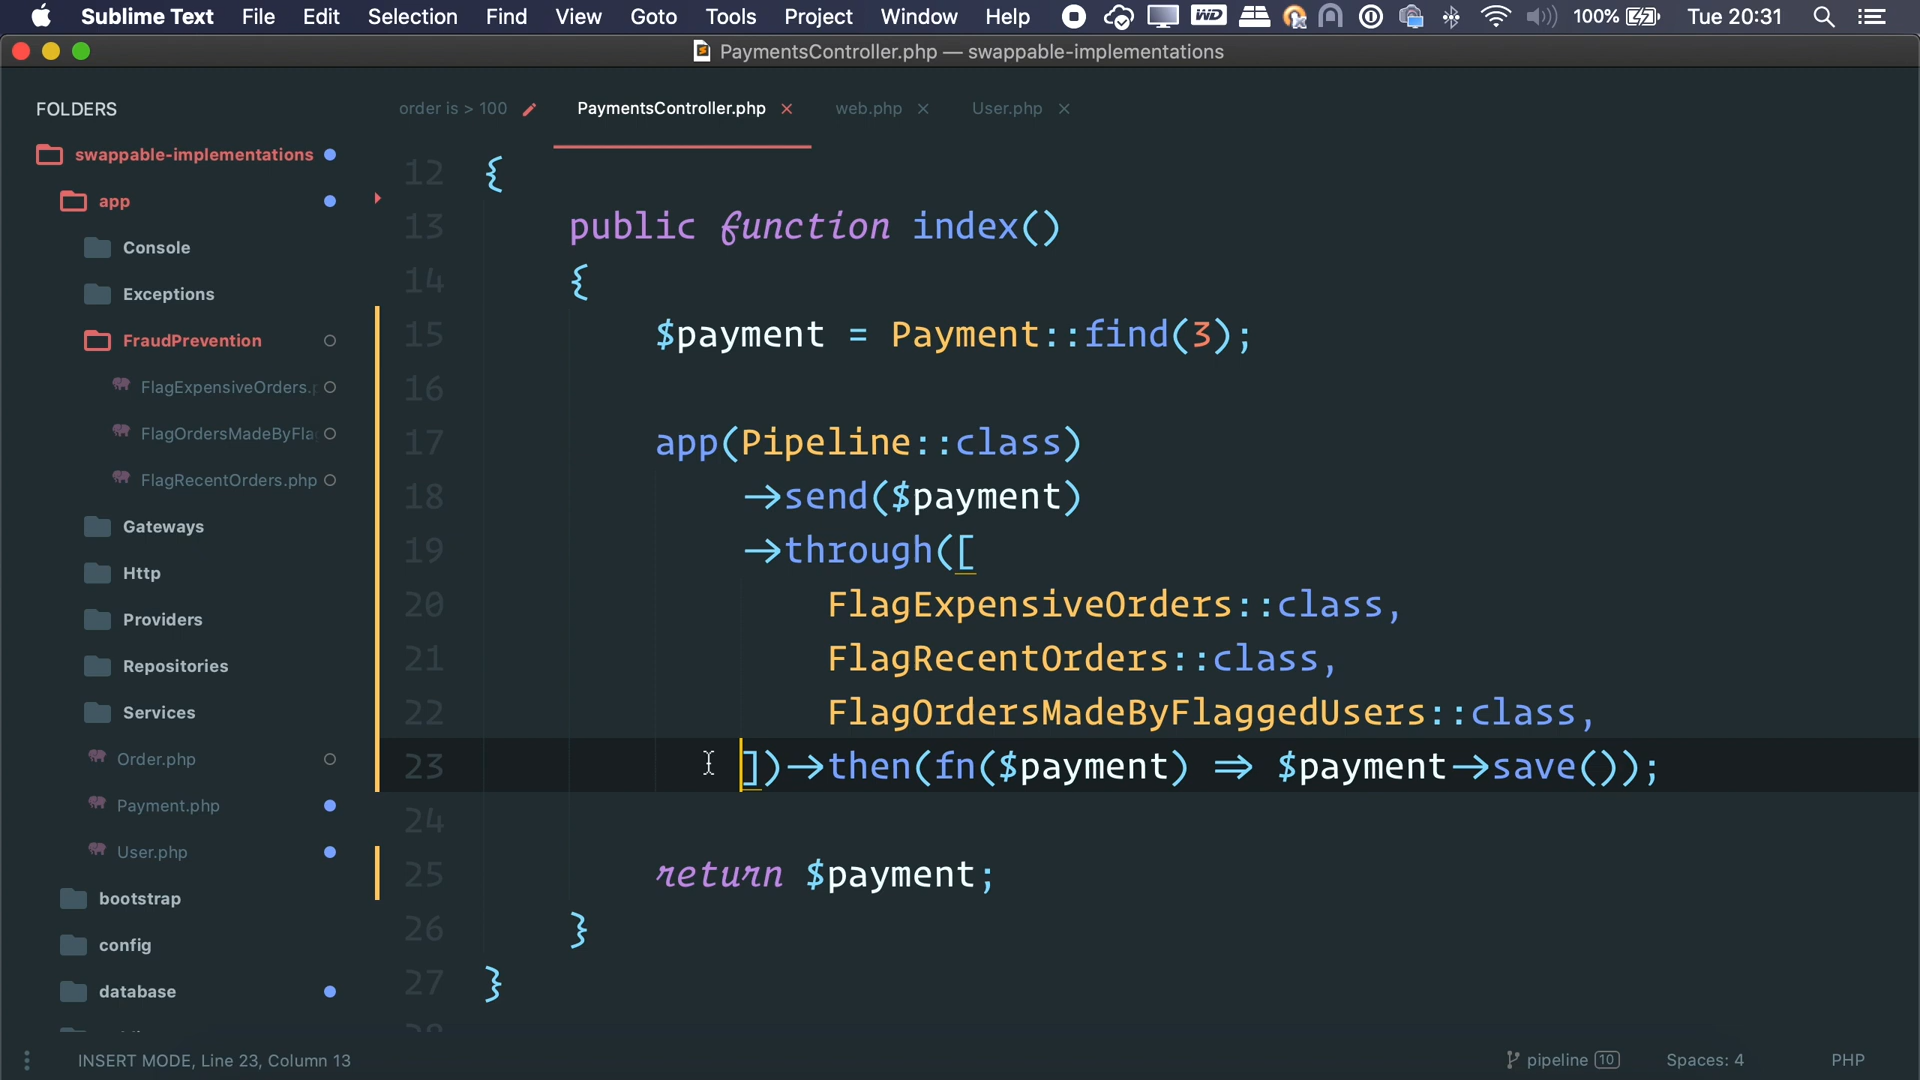 Sublime Text File Edit Selection Find View Goto Tools Project Window Help WD 100% Tue 20:31
PaymentsController.php — swappable-implementations
FOLDERS
swappable-implementations
app
Console
Exceptions
FraudPrevention
FlagExpensiveOrders.p
FlagOrdersMadeByFla
FlagRecentOrders.php
Gateways
Http
Providers
Repositories
Services
Order.php
Payment.php
User.php
bootstrap
config
database
order is > 100 PaymentsController.php × web.php × User.php ×
12 {
13 public function index()
14 {
15 $payment = Payment::find(3);
16
17 app(Pipeline::class)
18 ->send($payment)
19 ->through([
20 FlagExpensiveOrders::class,
21 FlagRecentOrders::class,
22 FlagOrdersMadeByFlaggedUsers::class,
23 ])->then(fn($payment) => $payment->save());
24
25 return $payment;
26 }
27 }
28
INSERT MODE, Line 23, Column 13 pipeline 10 Spaces: 4 PHP